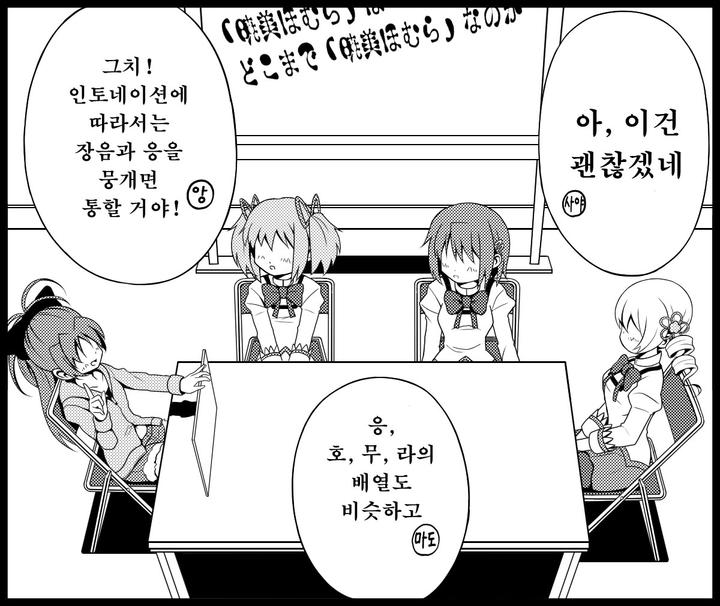 「暁美ほむら」は
どこまで「暁美ほむら」なのか
아, 이건
괜찮겠네
사야
그치!
인토네이션에
따라서는
장음과 응을
뭉개면
통할 거야!
앙
응,
호, 무, 라의
배열도
비슷하고
마도